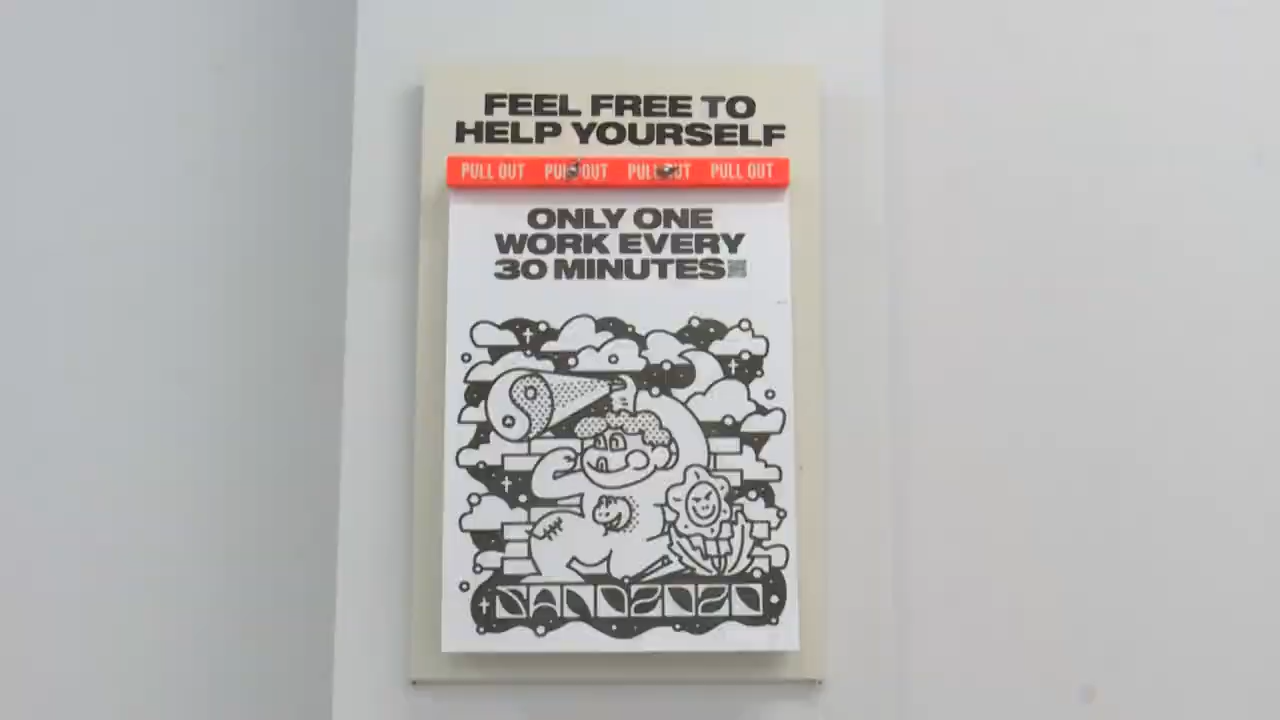 FEEL FREE TO
HELP YOURSELF
PULL OUT PULL OUT PULL OUT PULL OUT
ONLY ONE
WORK EVERY
30 MINUTES